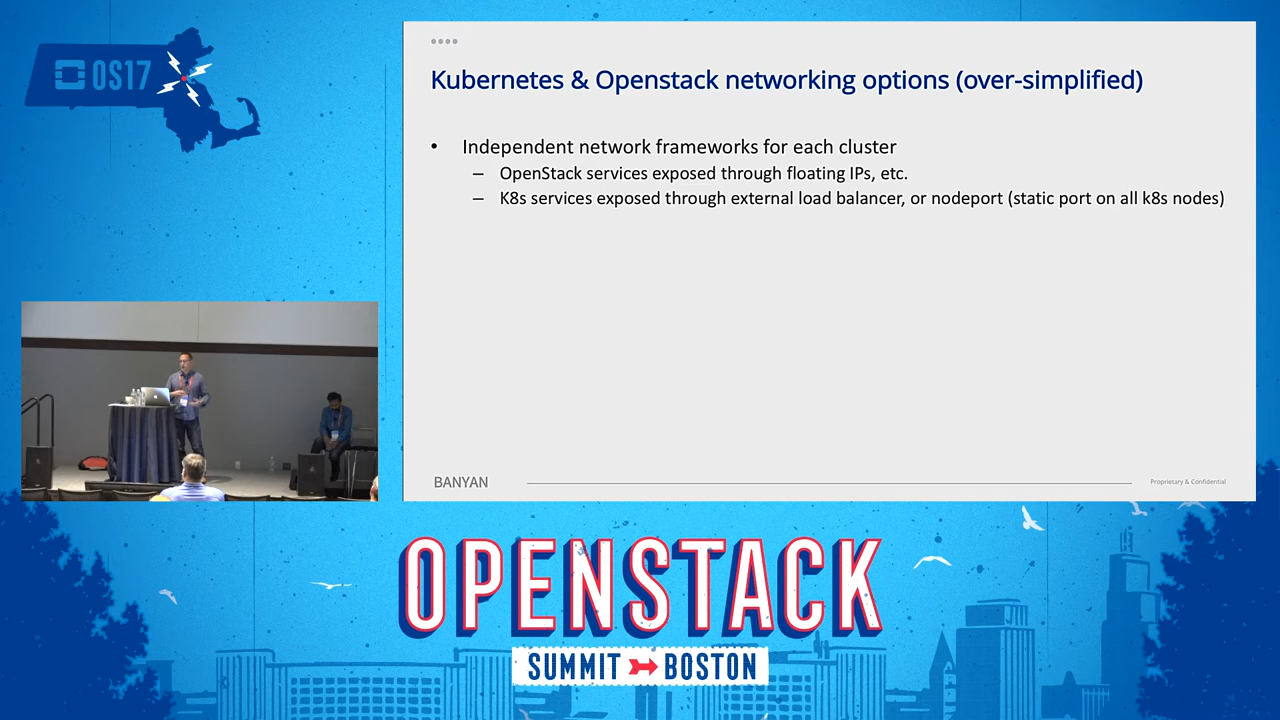 OS17
Kubernetes & Openstack networking options (over-simplified)
• Independent network frameworks for each cluster
– OpenStack services exposed through floating IPs, etc.
– K8s services exposed through external load balancer, or nodeport (static port on all k8s nodes)
BANYAN
Proprietary & Confidential
OPENSTACK
SUMMIT BOSTON